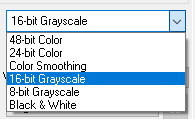 16-bit Grayscale
48-bit Color
24-bit Color
Color Smoothing
16-bit Grayscale
8-bit Grayscale
Black & White